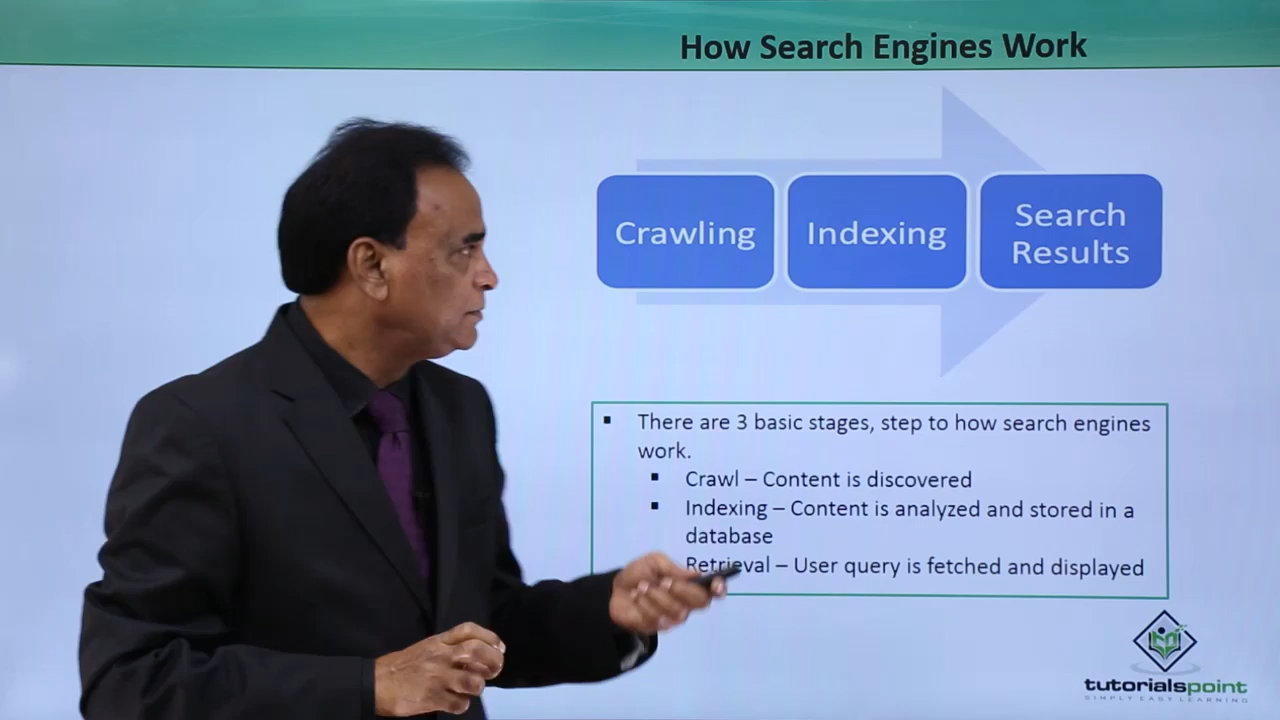 How Search Engines Work
Crawling
Indexing
Search
Results
There are 3 basic stages, step to how search engines
work.
Crawl – Content is discovered
Indexing – Content is analyzed and stored in a
database
Retrieval – User query is fetched and displayed
tutorialspoint
SIMPLY EASY LEARNING